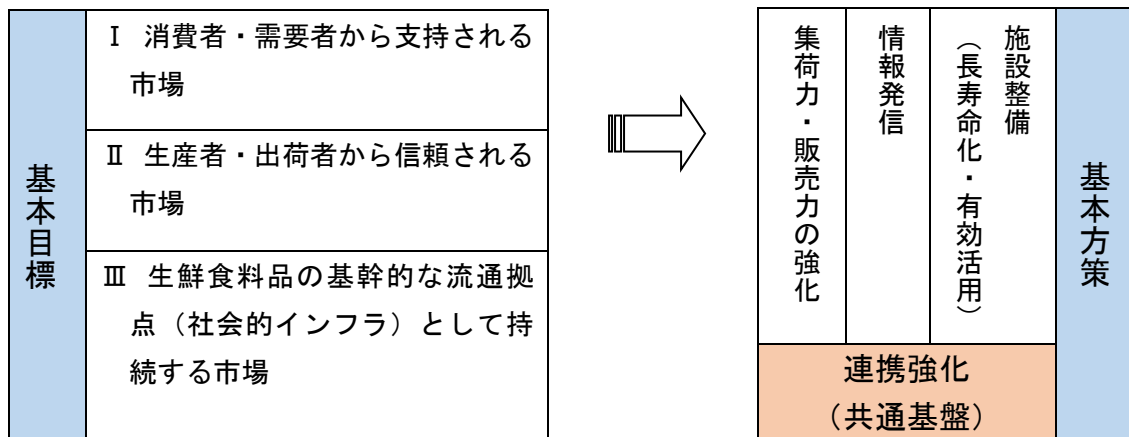 基本目標
Ⅰ 消費者・需要者から支持される
市場
Ⅱ 生産者・出荷者から信頼される
市場
Ⅲ 生鮮食料品の基幹的な流通拠
点（社会的インフラ）として持
続する市場
基本方策
施設整備
（長寿命化・有効活用）
情報発信
集荷力・販売力の強化
連携強化
（共通基盤）